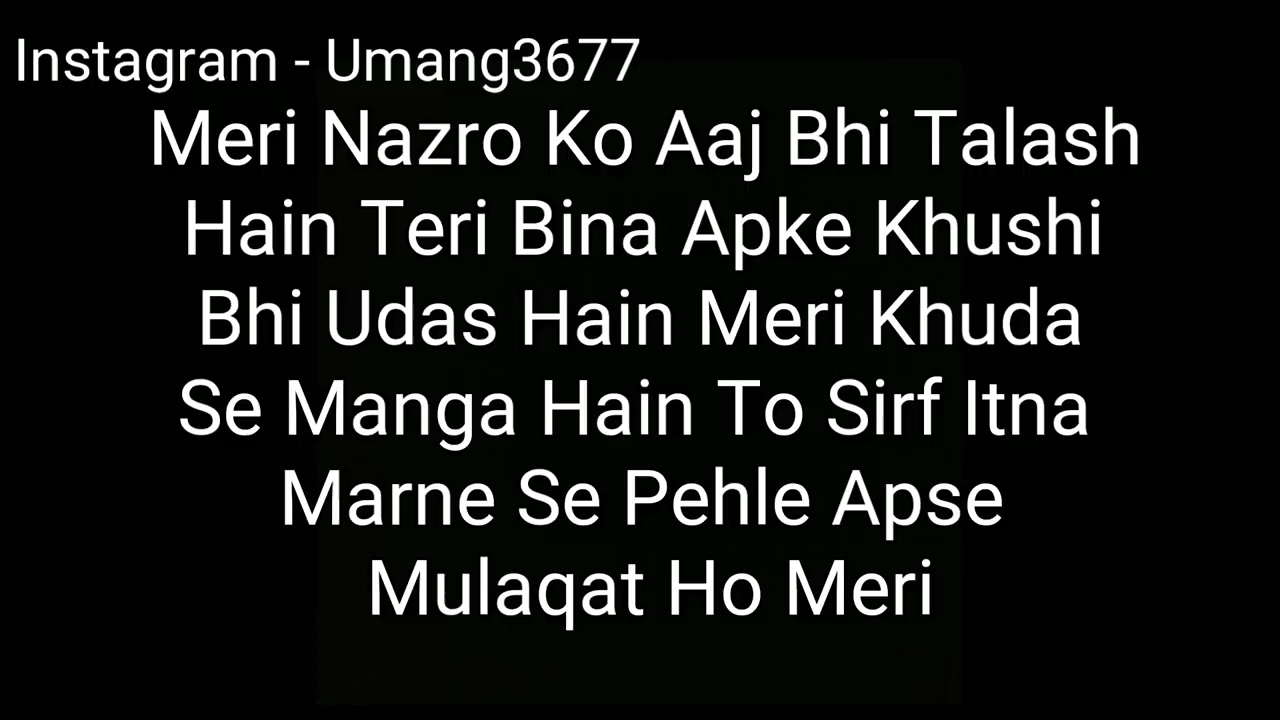 Instagram - Umang3677
Meri Nazro Ko Aaj Bhi Talash
Hain Teri Bina Apke Khushi
Bhi Udas Hain Meri Khuda
Se Manga Hain To Sirf Itna
Marne Se Pehle Apse
Mulaqat Ho Meri